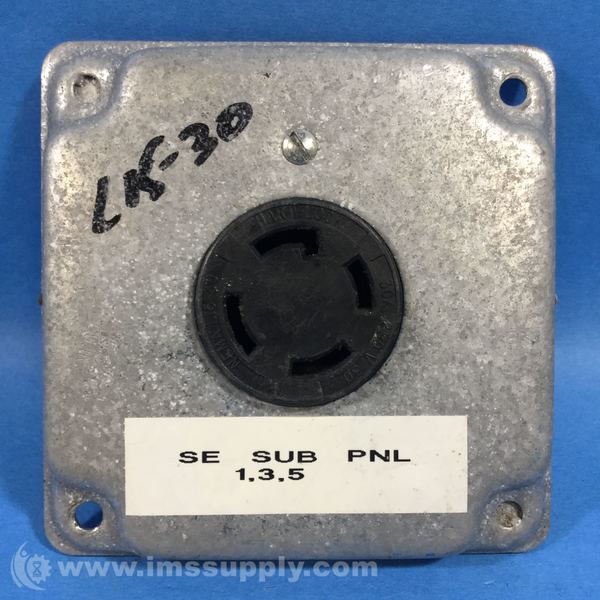 LK-30
SE SUB PNL
1,3,5
www.imssupply.com